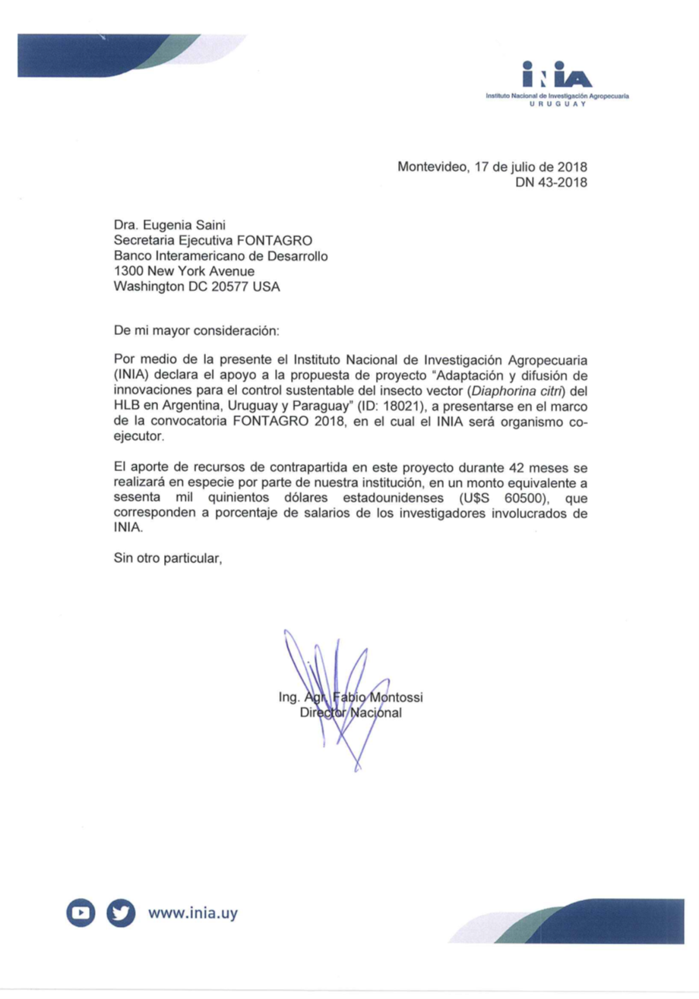 INIA
Instituto Nacional de Investigación Agropecuaria
URUGUAY
Montevideo, 17 de julio de 2018
DN 43-2018
Dra. Eugenia Saini
Secretaria Ejecutiva FONTAGRO
Banco Interamericano de Desarrollo
1300 New York Avenue
Washington DC 20577 USA
De mi mayor consideración:
Por medio de la presente el Instituto Nacional de Investigación Agropecuaria
(INIA) declara el apoyo a la propuesta de proyecto “Adaptación y difusión de
innovaciones para el control sustentable del insecto vector (Diaphorina citri) del
HLB en Argentina, Uruguay y Paraguay” (ID: 18021), a presentarse en el marco
de la convocatoria FONTAGRO 2018, en el cual el INIA será organismo co-
ejecutor.
El aporte de recursos de contrapartida en este proyecto durante 42 meses se
realizará en especie por parte de nuestra institución, en un monto equivalente a
sesenta mil quinientos dólares estadounidenses (U$S 60500), que
corresponden a porcentaje de salarios de los investigadores involucrados de
INIA.
Sin otro particular,
Ing. Agr. Fabio Montossi
Director Nacional
www.inia.uy